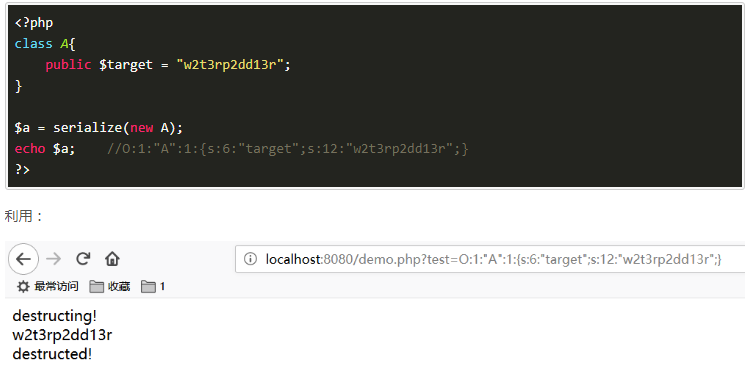 <?php
class A{
    public $target = "w2t3rp2dd13r";
}
$a = serialize(new A);
echo $a;    //O:1:"A":1:{s:6:"target";s:12:"w2t3rp2dd13r";}
?>
利用：
localhost:8080/demo.php?test=O:1:"A":1:{s:6:"target";s:12:"w2t3rp2dd13r";}
最常访问 收藏 1
destructing!
w2t3rp2dd13r
destructed!